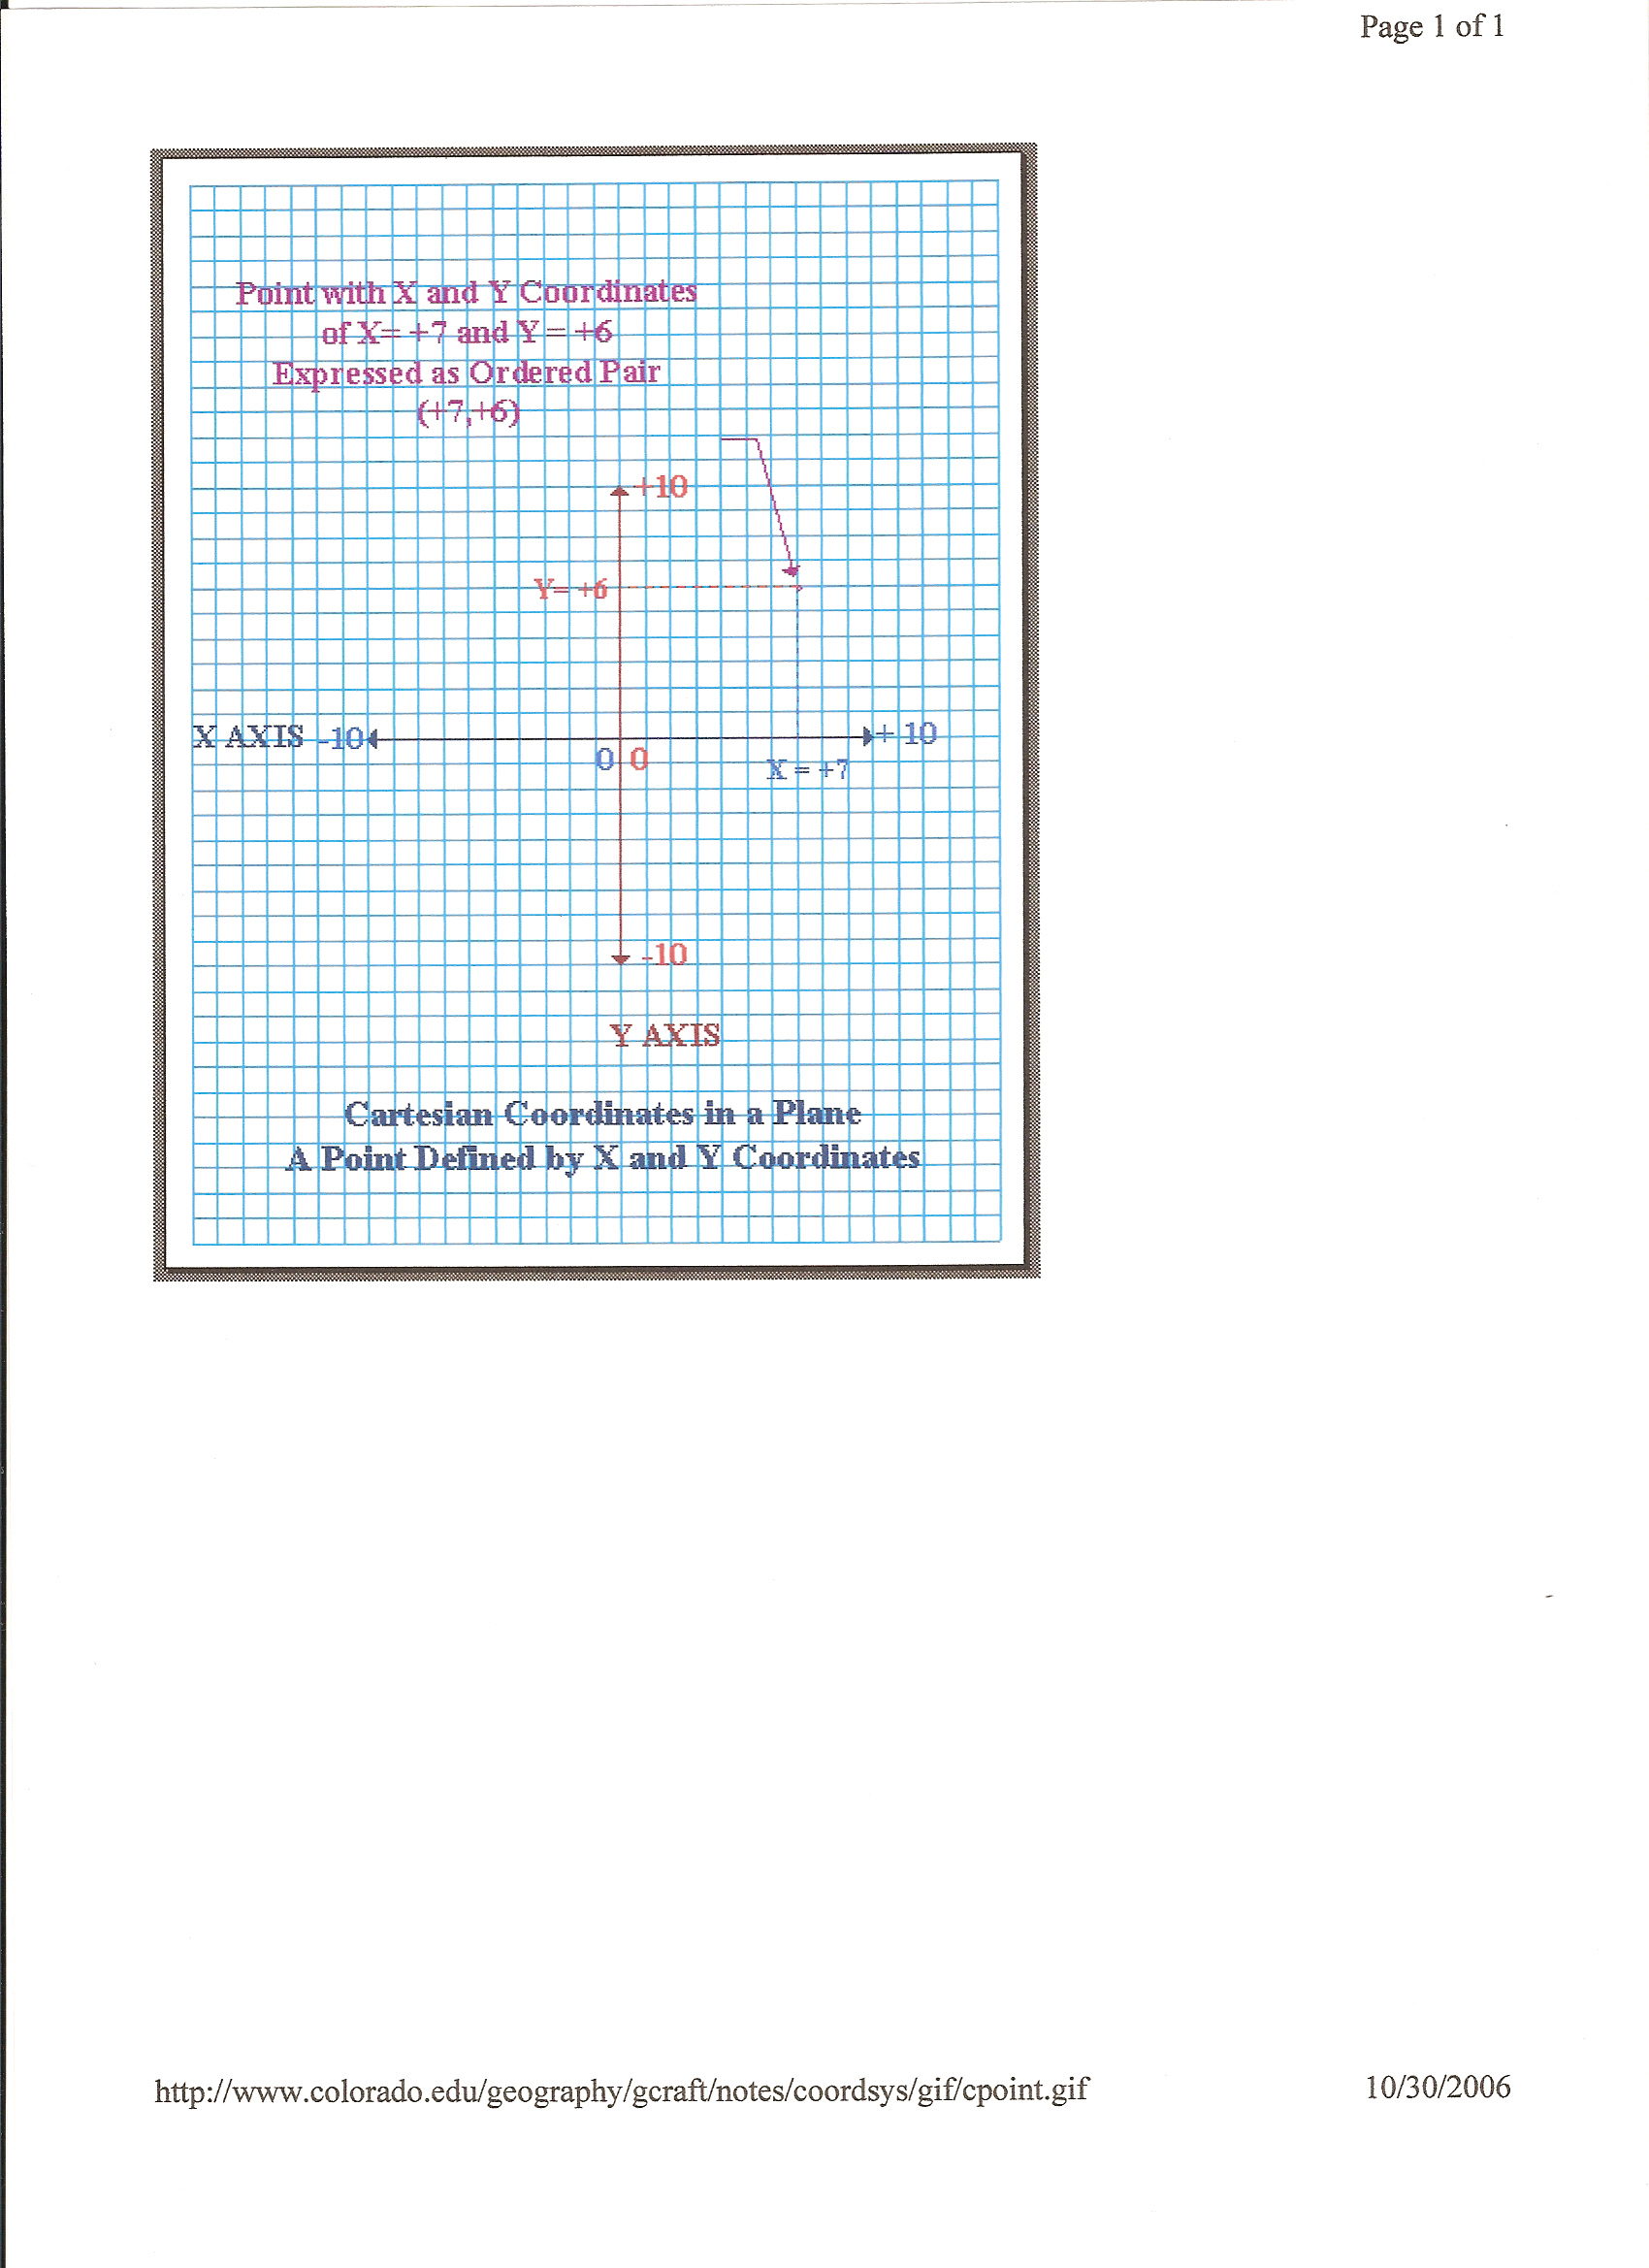 Page 1 of 1
Point with X and Y Coordinates
of X= +7 and Y= +6
Expressed as Ordered Pair
(+7,+6)
+10
Y= +6
X AXIS -10 + 10
0 0
X = +7
-10
Y AXIS
Cartesian Coordinates in a Plane
A Point Defined by X and Y Coordinates
http://www.colorado.edu/geography/gcraft/notes/coordsys/gif/cpoint.gif 10/30/2006